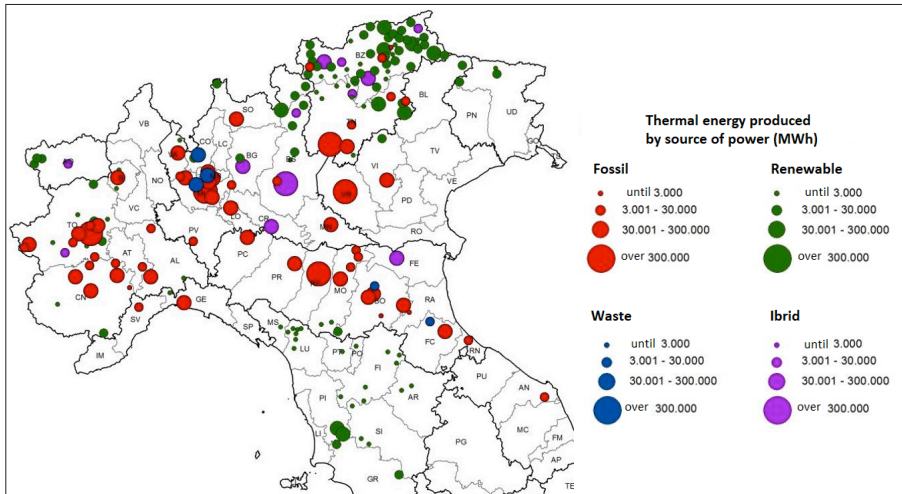 BZ
SO
BL
UD
PN
VB
CO
LC
TN
GO
TS
BG
BS
VI
TV
NO
VE
PD
VC
TO
LO
CR
MN
RO
PV
AT
AL
PC
FE
PR
MO
BO
RA
CN
GE
SV
SP
MS
FC
RN
IM
LU
PT
PO
FI
PU
PI
AR
AN
MC
LI
SI
PG
FM
AP
GR
TE
Thermal energy produced
by source of power (MWh)
Fossil
until 3.000
3.001 - 30.000
30.001 - 300.000
over 300.000
Renewable
until 3.000
3.001 - 30.000
30.001 - 300.000
over 300.000
Waste
until 3.000
3.001 - 30.000
30.001 - 300.000
over 300.000
Ibrid
until 3.000
3.001 - 30.000
30.001 - 300.000
over 300.000